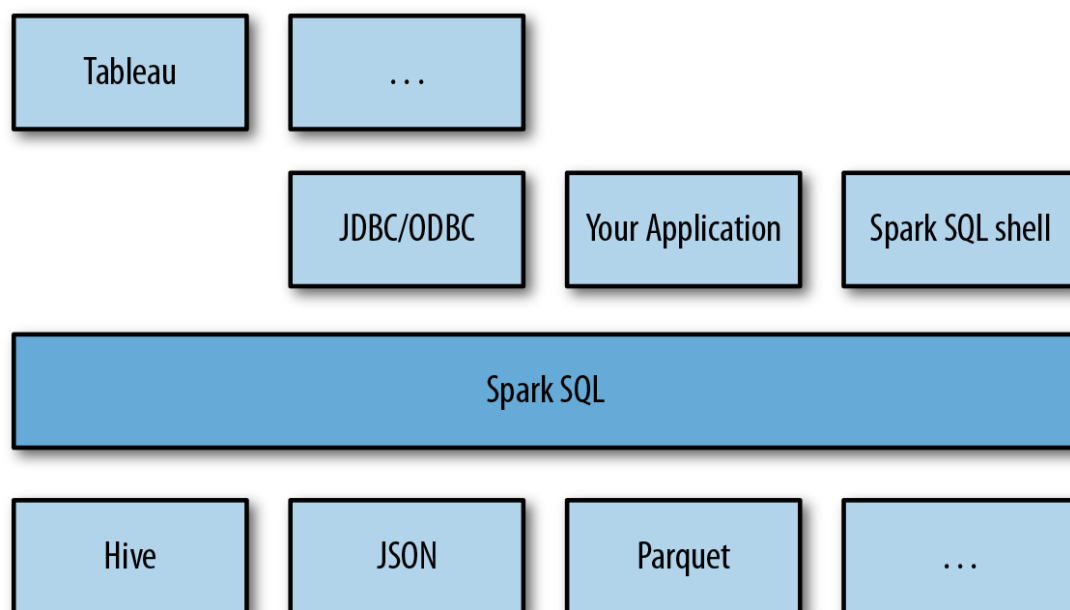 Tableau
. . .
JDBC/ODBC
Your Application
Spark SQL shell
Spark SQL
Hive
JSON
Parquet
. . .